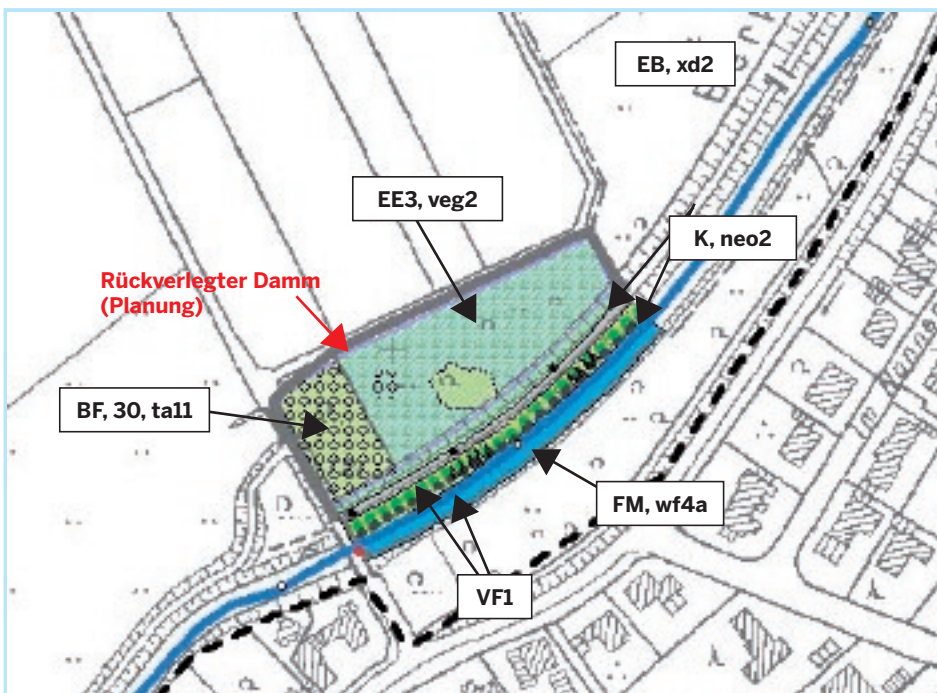 EB, xd2
EE3, veg2
K, neo2
Rückverlegter Damm
(Planung)
BF, 30, ta11
FM, wf4a
VF1